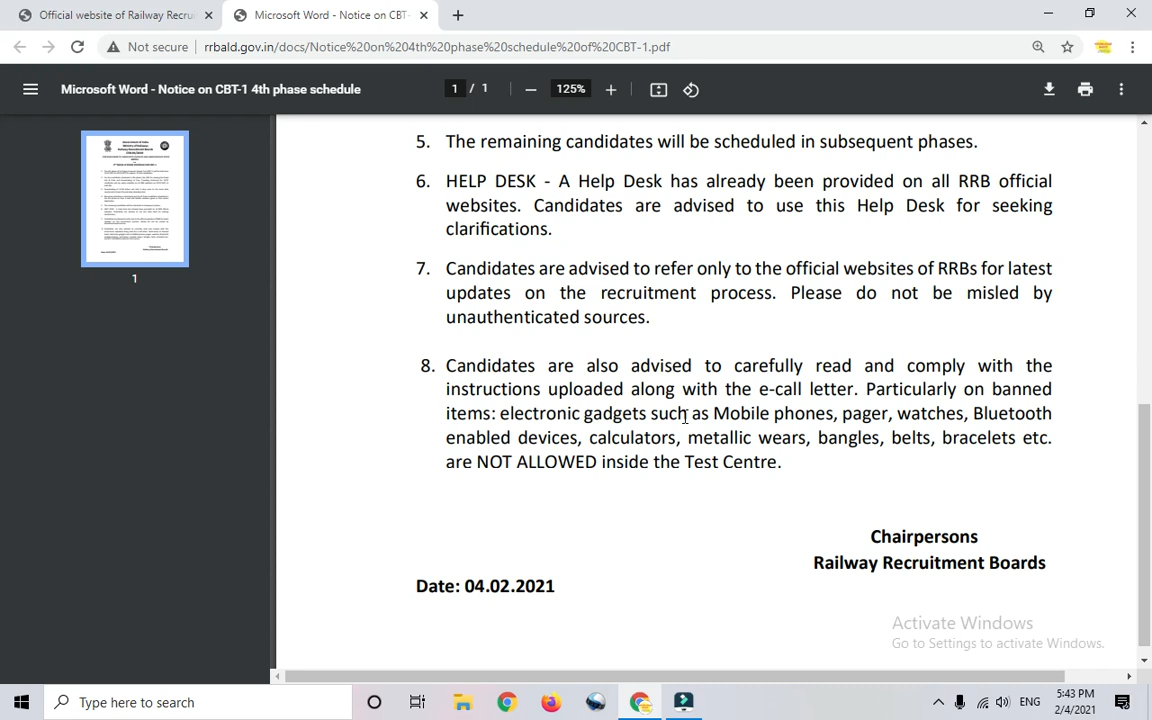 Official website of Railway Recrui
Microsoft Word - Notice on CBT-
Not secure
rrbald.gov.in/docs/Notice%20on%204th%20phase%20schedule%20of%20CBT-1.pdf
Microsoft Word - Notice on CBT-1 4th phase schedule
1 / 1
125%
1
5. The remaining candidates will be scheduled in subsequent phases.
6. HELP DESK - A Help Desk has already been provided on all RRB official
websites. Candidates are advised to use this Help Desk for seeking
clarifications.
7. Candidates are advised to refer only to the official websites of RRBs for latest
updates on the recruitment process. Please do not be misled by
unauthenticated sources.
8. Candidates are also advised to carefully read and comply with the
instructions uploaded along with the e-call letter. Particularly on banned
items: electronic gadgets such as Mobile phones, pager, watches, Bluetooth
enabled devices, calculators, metallic wears, bangles, belts, bracelets etc.
are NOT ALLOWED inside the Test Centre.
Chairpersons
Railway Recruitment Boards
Date: 04.02.2021
Activate Windows
Go to Settings to activate Windows.
Type here to search
ENG
5:43 PM
2/4/2021